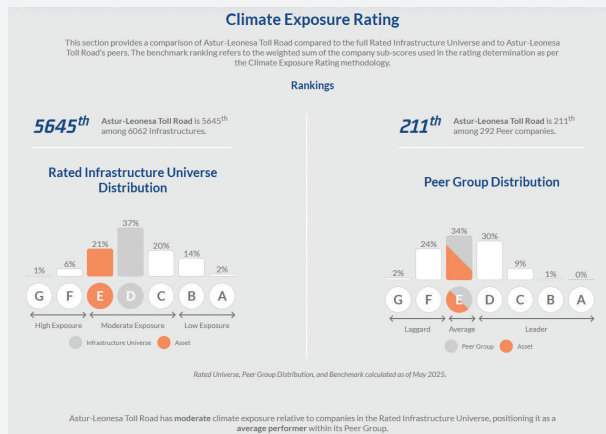 Climate Exposure Rating
This section provides a comparison of Astur-Leonesa Toll Road compared to the full Rated Infrastructure Universe and to Astur-Leonesa
Toll Road's peers. The benchmark ranking refers to the weighted sum of the company sub-scores used in the rating determination as per
the Climate Exposure Rating methodology.
Rankings
5645th
Astur-Leonesa Toll Road is 5645th
among 6062 Infrastructures.
211th
Astur-Leonesa Toll Road is 211th
among 292 Peer companies.
Rated Infrastructure Universe
Distribution
1% 6% 21% 37% 20% 14% 2%
G F E D C B A
High Exposure Moderate Exposure Low Exposure
Infrastructure Universe Asset
Peer Group Distribution
2% 24% 34% 30% 9% 1% 0%
G F E D C B A
Laggard Average Leader
Peer Group Asset
Rated Universe, Peer Group Distribution, and Benchmark calculated as of May 2025.
Astur-Leonesa Toll Road has moderate climate exposure relative to companies in the Rated Infrastructure Universe, positioning it as a
average performer within its Peer Group.